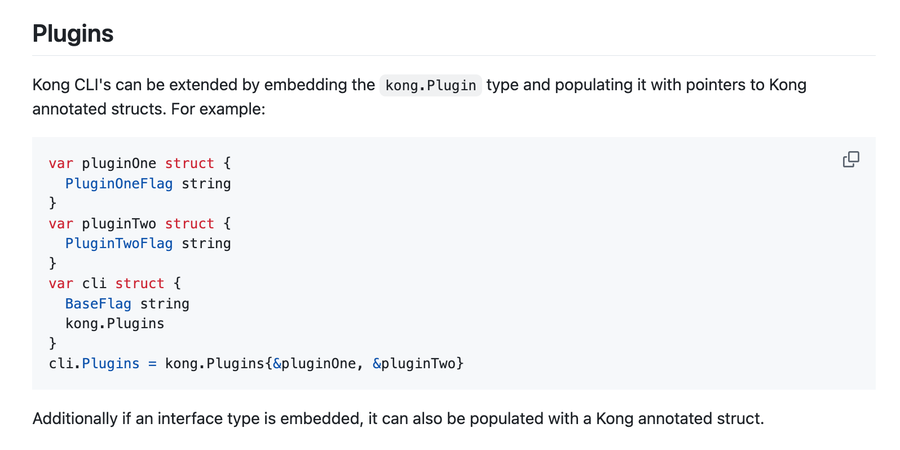 Plugins
Kong CLI's can be extended by embedding the kong.Plugin type and populating it with pointers to Kong
annotated structs. For example:
var pluginOne struct {
  PluginOneFlag string
}
var pluginTwo struct {
  PluginTwoFlag string
}
var cli struct {
  BaseFlag string
  kong.Plugins
}
cli.Plugins = kong.Plugins{&pluginOne, &pluginTwo}
Additionally if an interface type is embedded, it can also be populated with a Kong annotated struct.